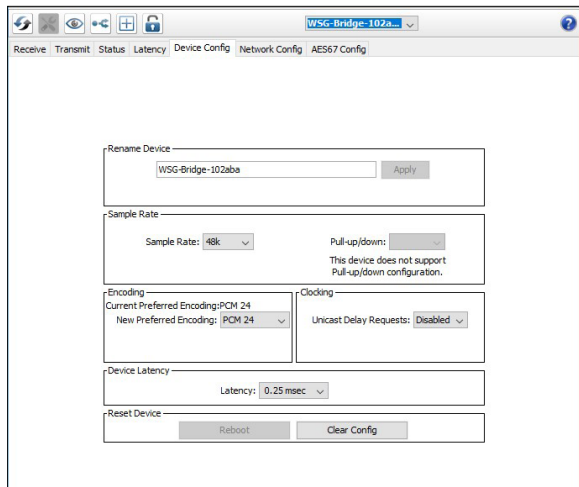 WSG-Bridge-102a...
?
Receive Transmit Status Latency Device Config Network Config AES67 Config
Rename Device
WSG-Bridge-102aba Apply
Sample Rate
Sample Rate: 48k Pull-up/down:
This device does not support
Pull-up/down configuration.
Encoding
Current Preferred Encoding:PCM 24
New Preferred Encoding: PCM 24
Clocking
Unicast Delay Requests: Disabled
Device Latency
Latency: 0.25 msec
Reset Device
Reboot Clear Config